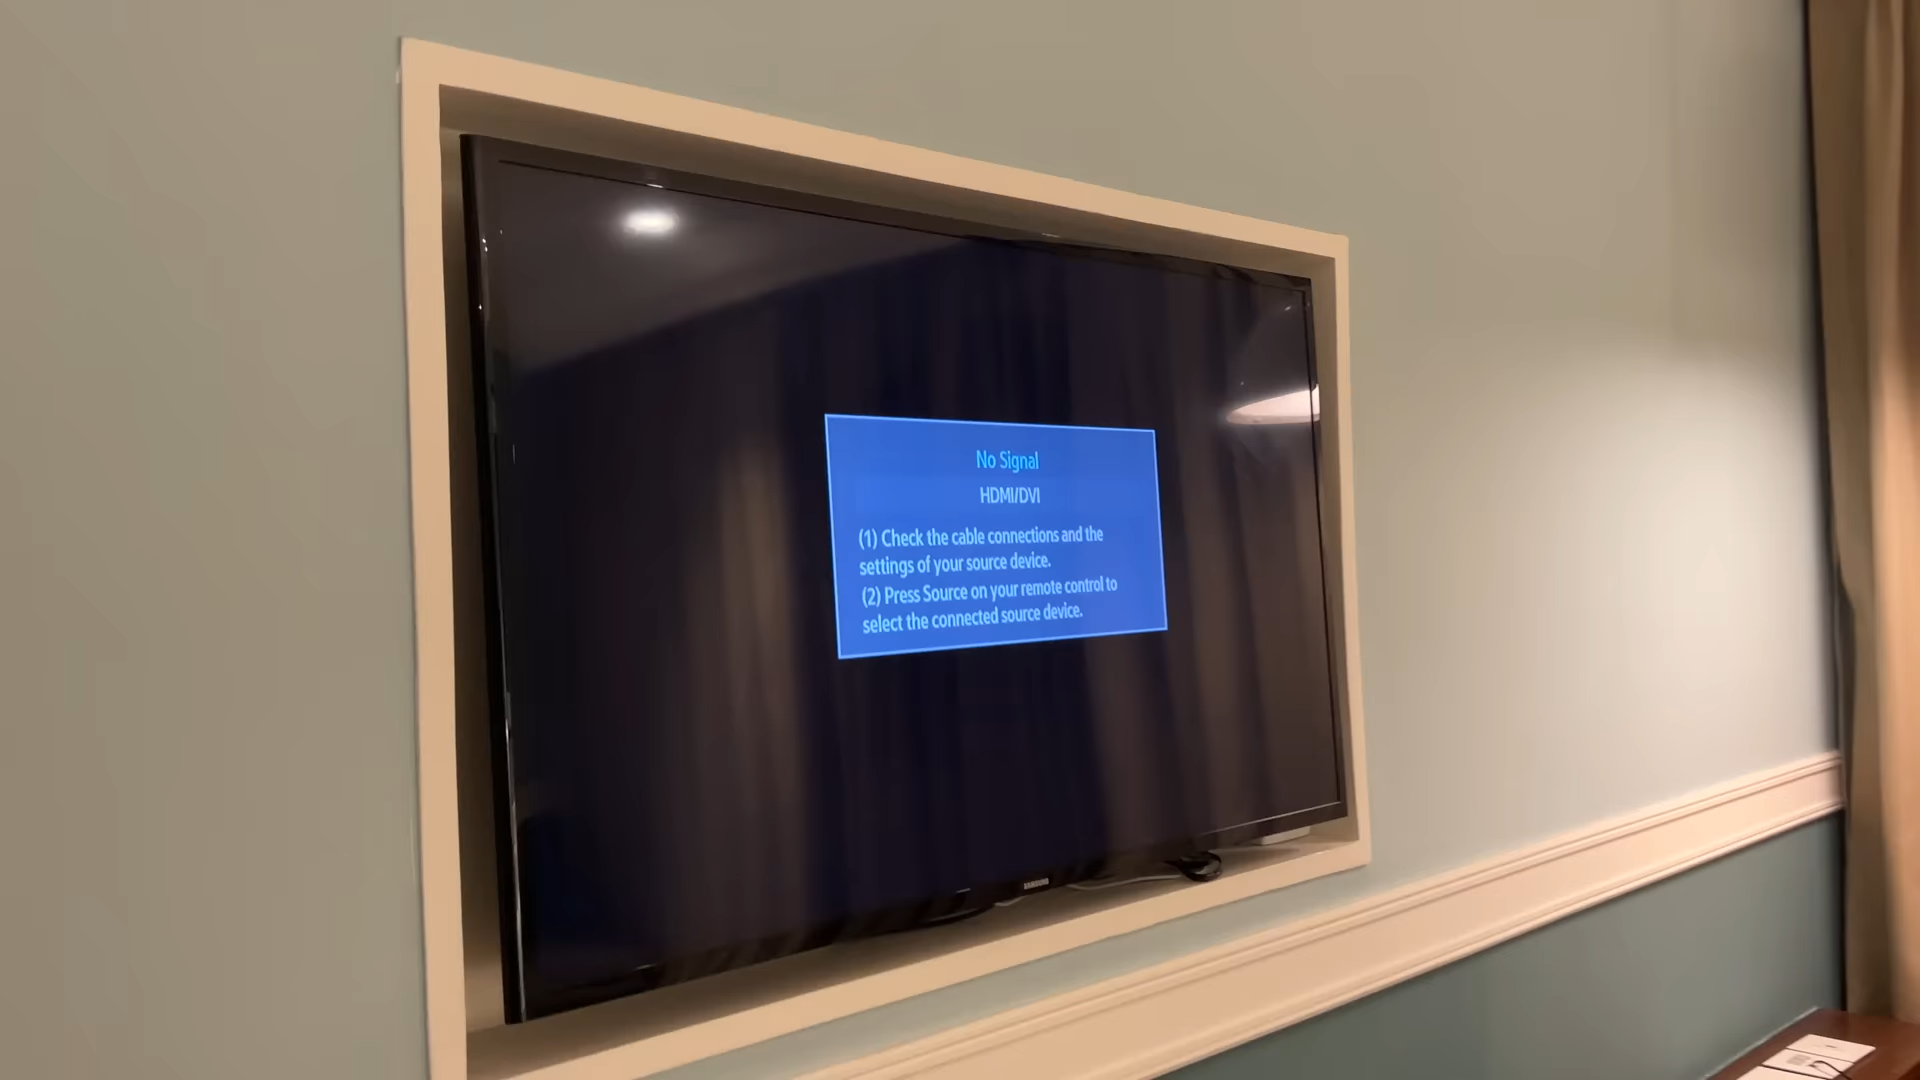 No Signal
HDMI/DVI
(1) Check the cable connections and the
settings of your source device.
(2) Press Source on your remote control to
select the connected source device.
SAMSUNG